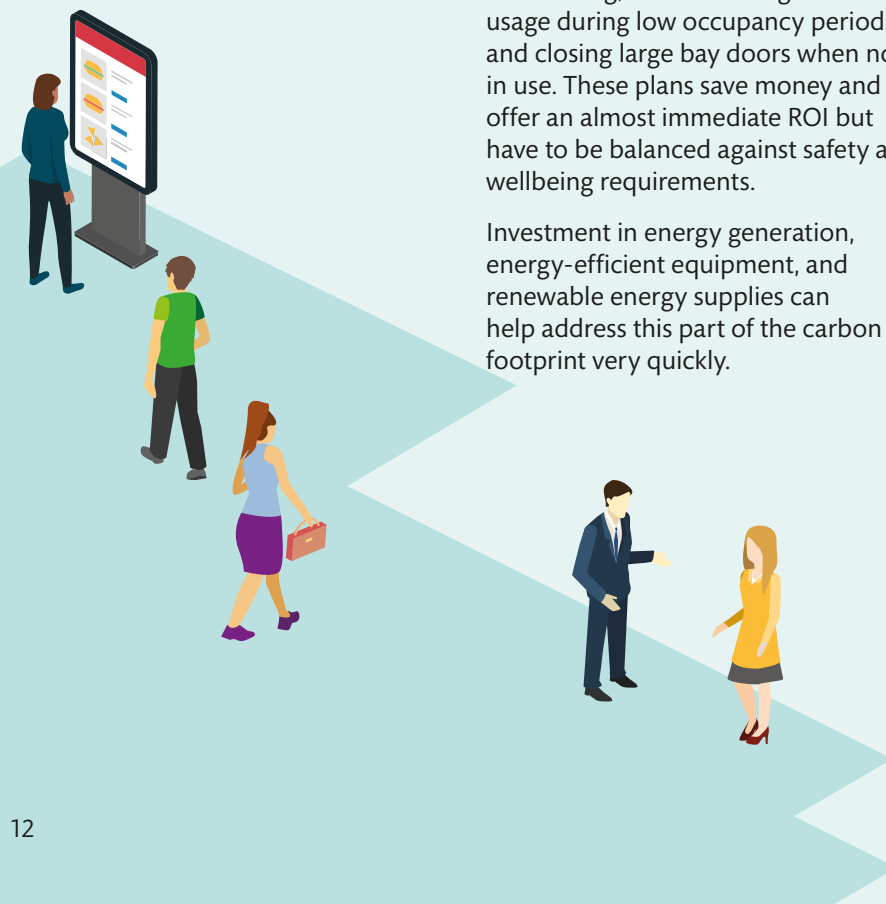 usage during low occupancy periods
and closing large bay doors when
in use. These plans save money and
offer an almost immediate ROI but
have to be balanced against safety
wellbeing requirements.
Investment in energy generation,
energy-efficient equipment, and
renewable energy supplies can
help address this part of the carbon
footprint very quickly.
12